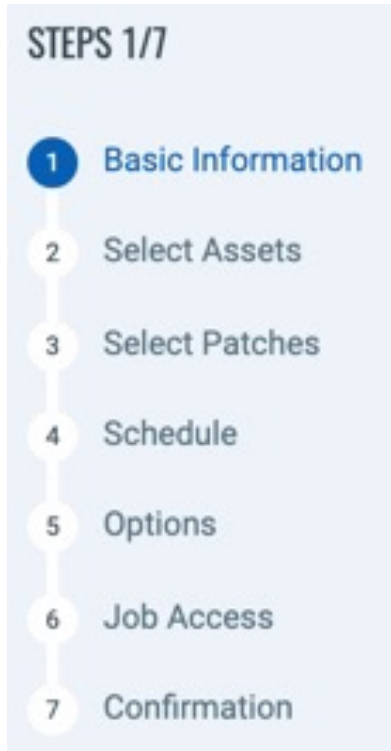 STEPS 1/7
1 Basic Information
2 Select Assets
3 Select Patches
4 Schedule
5 Options
6 Job Access
7 Confirmation